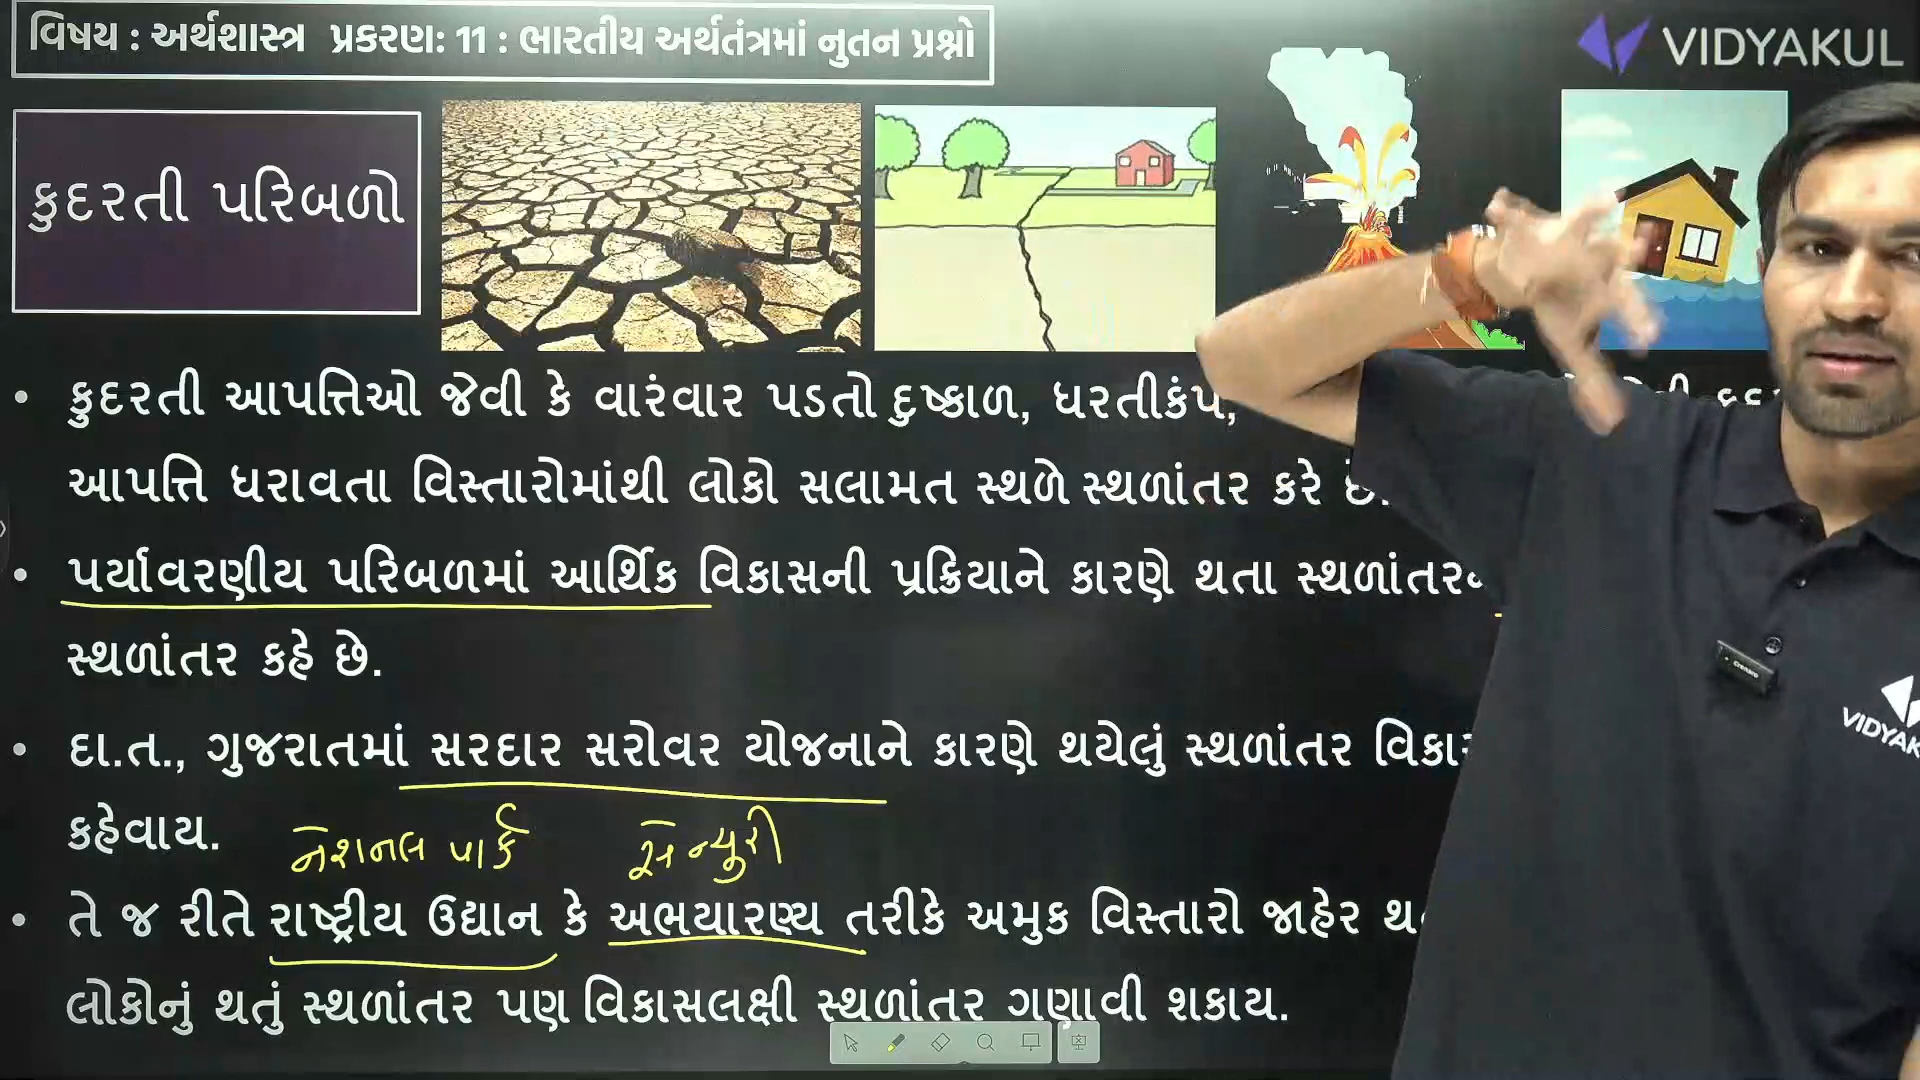 વિષય : અર્થશાસ્ત્ર પ્રકરણ: 11 : ભારતીય અર્થતંત્રમાં નુતન પ્રશ્નો
VIDYAKUL
કુદરતી પરિબળો
• કુદરતી આપત્તિઓ જેવી કે વારંવાર પડતો દુષ્કાળ, ધરતીકંપ,
આપત્તિ ધરાવતા વિસ્તારોમાંથી લોકો સલામત સ્થળે સ્થળાંતર કરે છે.
• પર્યાવરણીય પરિબળમાં આર્થિક વિકાસની પ્રક્રિયાને કારણે થતા
સ્થળાંતર કહે છે.
• દા.ત., ગુજરાતમાં સરદાર સરોવર યોજનાને કારણે થયેલું સ્થળાંતર
કહેવાય.
નેશનલ પાર્ક સેન્ચુરી
• તે જ રીતે રાષ્ટ્રીય ઉદ્યાન કે અભયારણ્ય તરીકે અમુક વિસ્તારો જાહેર
લોકોનું થતું સ્થળાંતર પણ વિકાસલક્ષી સ્થળાંતર ગણાવી શકાય.